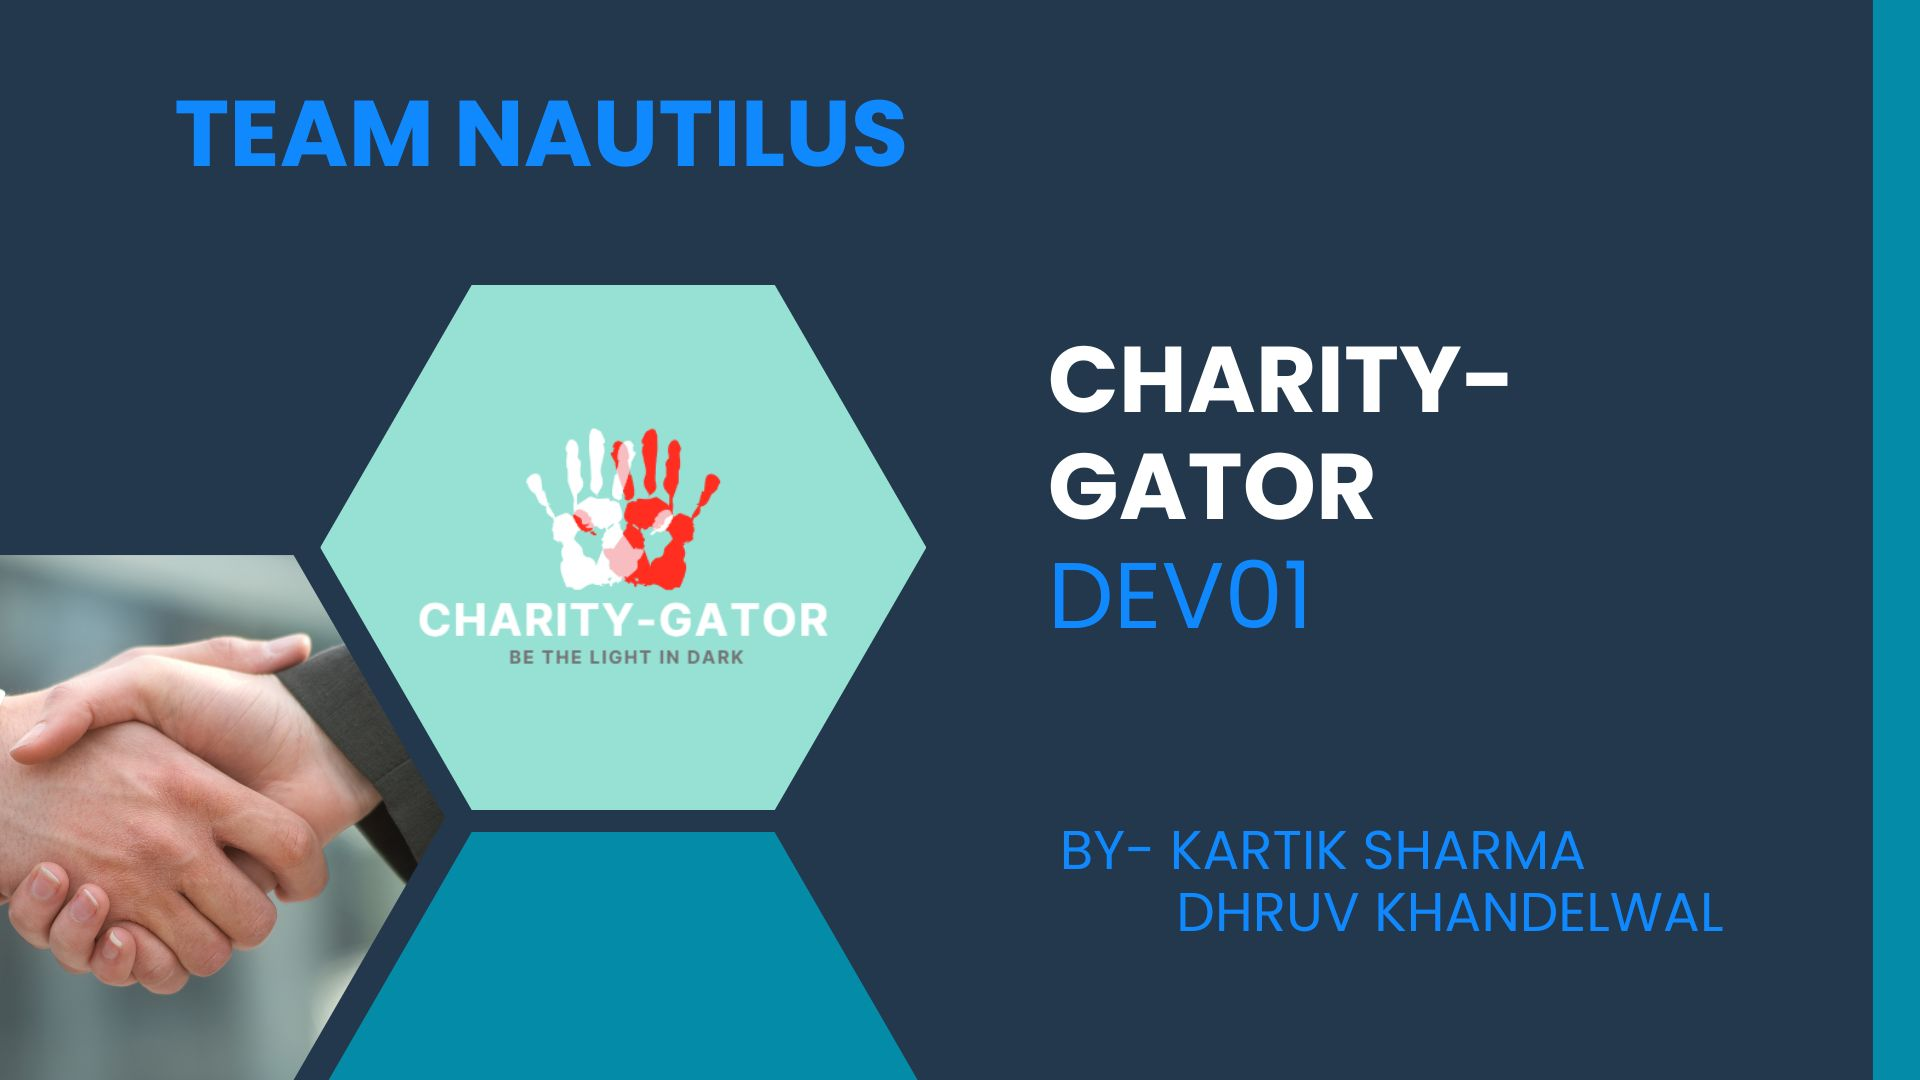 TEAM NAUTILUS
CHARITY-GATOR
BE THE LIGHT IN DARK
CHARITY-
GATOR
DEV01
BY- KARTIK SHARMA
DHRUV KHANDELWAL